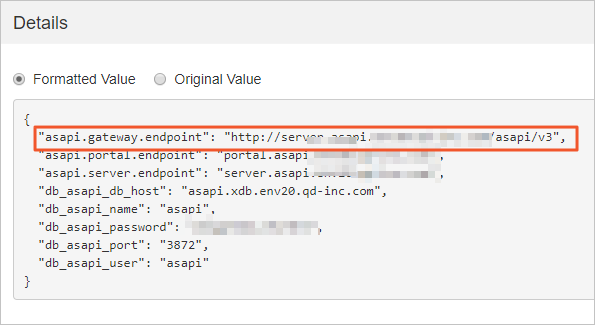 Details
Formatted Value Original Value
{
"asapi.gateway.endpoint": "http://server.asapi. /asapi/v3",
"asapi.portal.endpoint": "portal.asapi ,
"asapi.server.endpoint": "server.asapi. ,
"db_asapi_db_host": "asapi.xdb.env20.qd-inc.com",
"db_asapi_name": "asapi",
"db_asapi_password": ,
"db_asapi_port": "3872",
"db_asapi_user": "asapi"
}